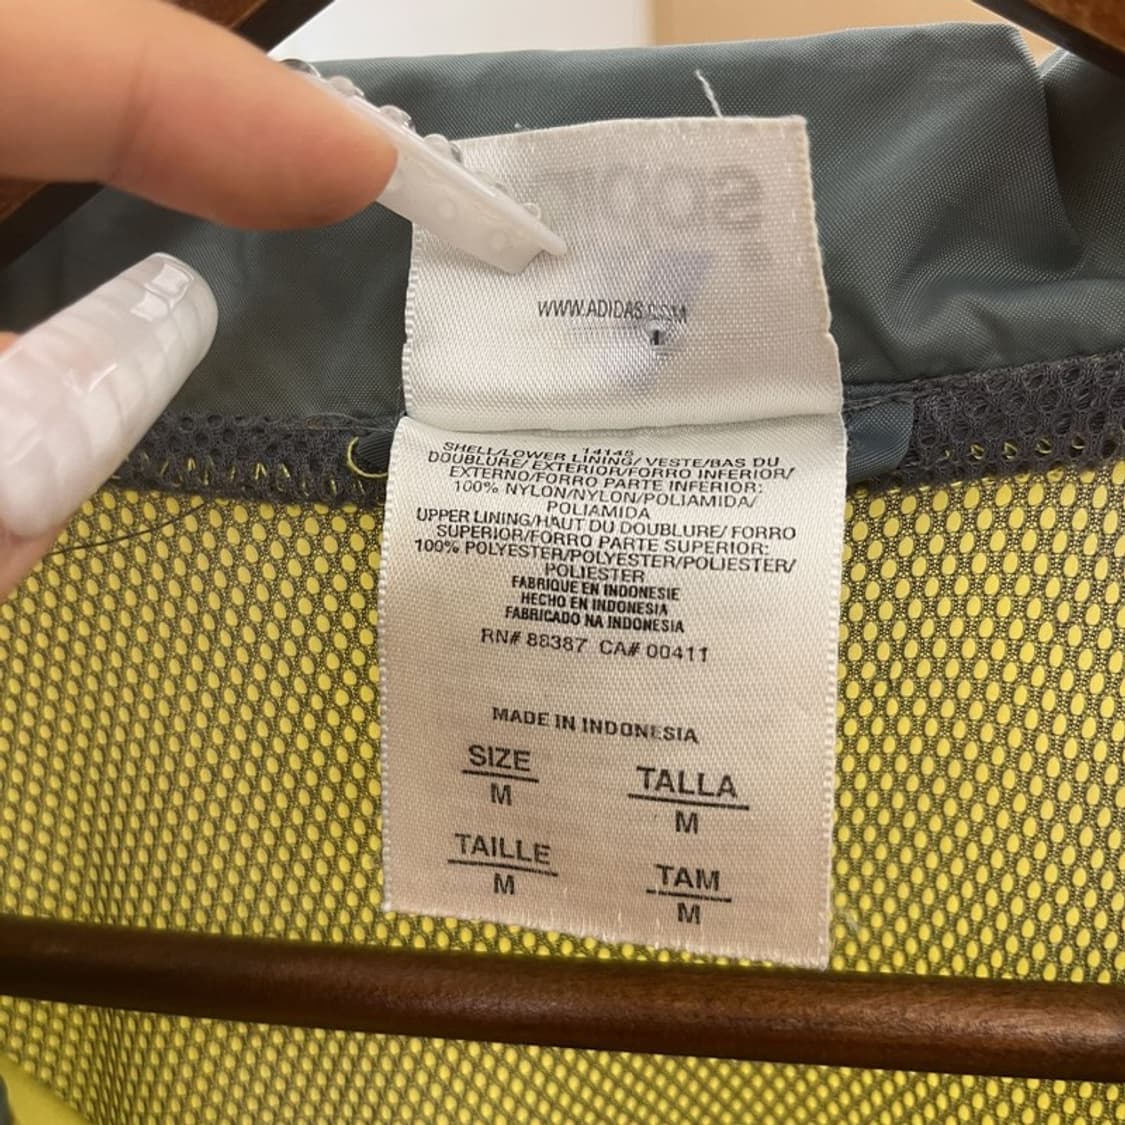 WWW.ADIDAS.COM
14145
SHELL/LOWER LINING/ VESTE/BAS DU
DOUBLURE/ EXTERIOR/FORRO INFERIOR/
EXTERNO/FORRO PARTE INFERIOR:
100% NYLON/NYLON/POLIAMIDA/
POLIAMIDA
UPPER LINING/HAUT DU DOUBLURE/ FORRO
SUPERIOR/FORRO PARTE SUPERIOR:
100% POLYESTER/POLYESTER/POLIESTER/
POLIESTER
FABRIQUE EN INDONESIE
HECHO EN INDONESIA
FABRICADO NA INDONESIA
RN# 88387 CA# 00411
MADE IN INDONESIA
SIZE
M
TALLA
M
TAILLE
M
TAM
M